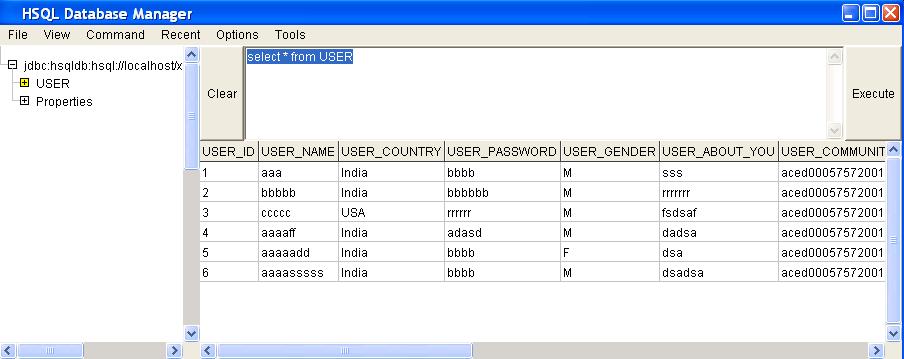 HSQL Database Manager
File View Command Recent Options Tools
jdbc:hsqldb:hsql://localhost/x
USER
Properties
Clear
select * from USER
Execute
USER_ID USER_NAME USER_COUNTRY USER_PASSWORD USER_GENDER USER_ABOUT_YOU USER_COMMUNIT
1 aaa India bbbb M sss aced00057572001
2 bbbbb India bbbbbb M rrrrrrr aced00057572001
3 ccccc USA rrrrrr M fsdsaf aced00057572001
4 aaaaff India adasd M dadsa aced00057572001
5 aaaaadd India bbbb F dsa aced00057572001
6 aaaasssss India bbbb M dsadsa aced00057572001